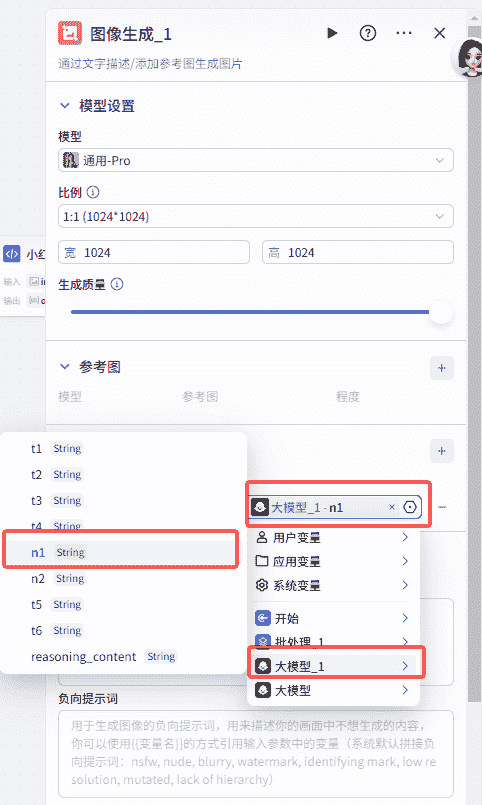 图像生成_1
通过文字描述/添加参考图生成图片
模型设置
模型
通用-Pro
比例
1:1 (1024*1024)
宽 1024
高 1024
小红
输入
输出
生成质量
参考图
模型 参考图 程度
t1 String
t2 String
t3 String
t4 String
n1 String
n2 String
t5 String
t6 String
reasoning_content String
大模型_1 · n1
用户变量
应用变量
系统变量
开始
批处理_1
大模型_1
大模型
负向提示词
用于生成图像的负向提示词，用来描述你的画面中不想生成的内容，
你可以使用{{变量名}}的方式引用输入参数中的变量（系统默认拼接负
向提示词：nsfw, nude, blurry, watermark, identifying mark, low re
solution, mutated, lack of hierarchy）